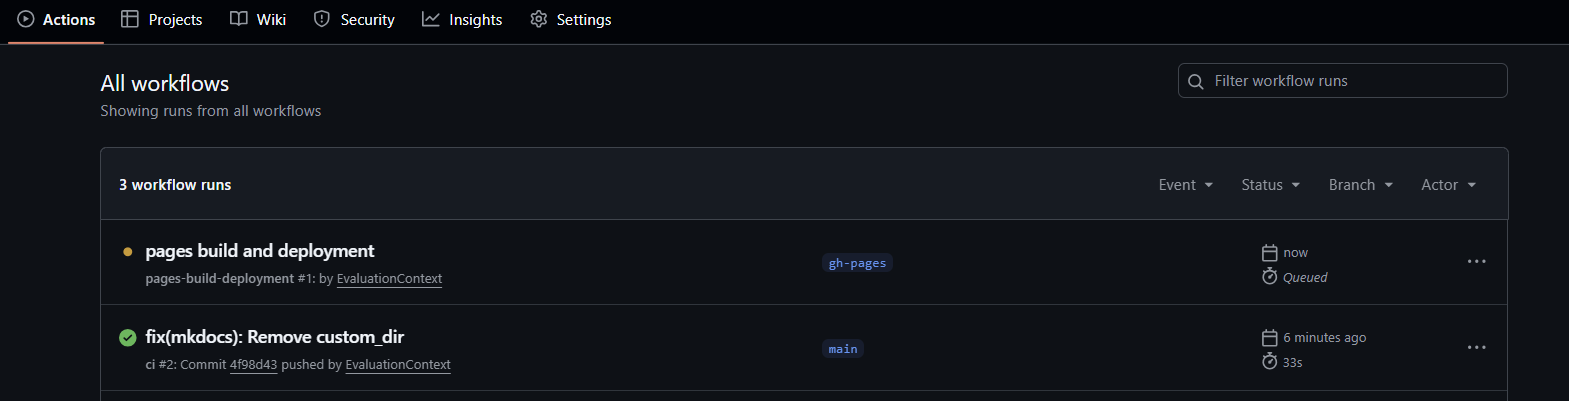 Actions Projects Wiki Security Insights Settings
All workflows
Filter workflow runs
Showing runs from all workflows
3 workflow runs
Event Status Branch Actor
pages build and deployment
pages-build-deployment #1: by EvaluationContext
gh-pages
now
Queued
fix(mkdocs): Remove custom_dir
ci #2: Commit 4f98d43 pushed by EvaluationContext
main
6 minutes ago
33s